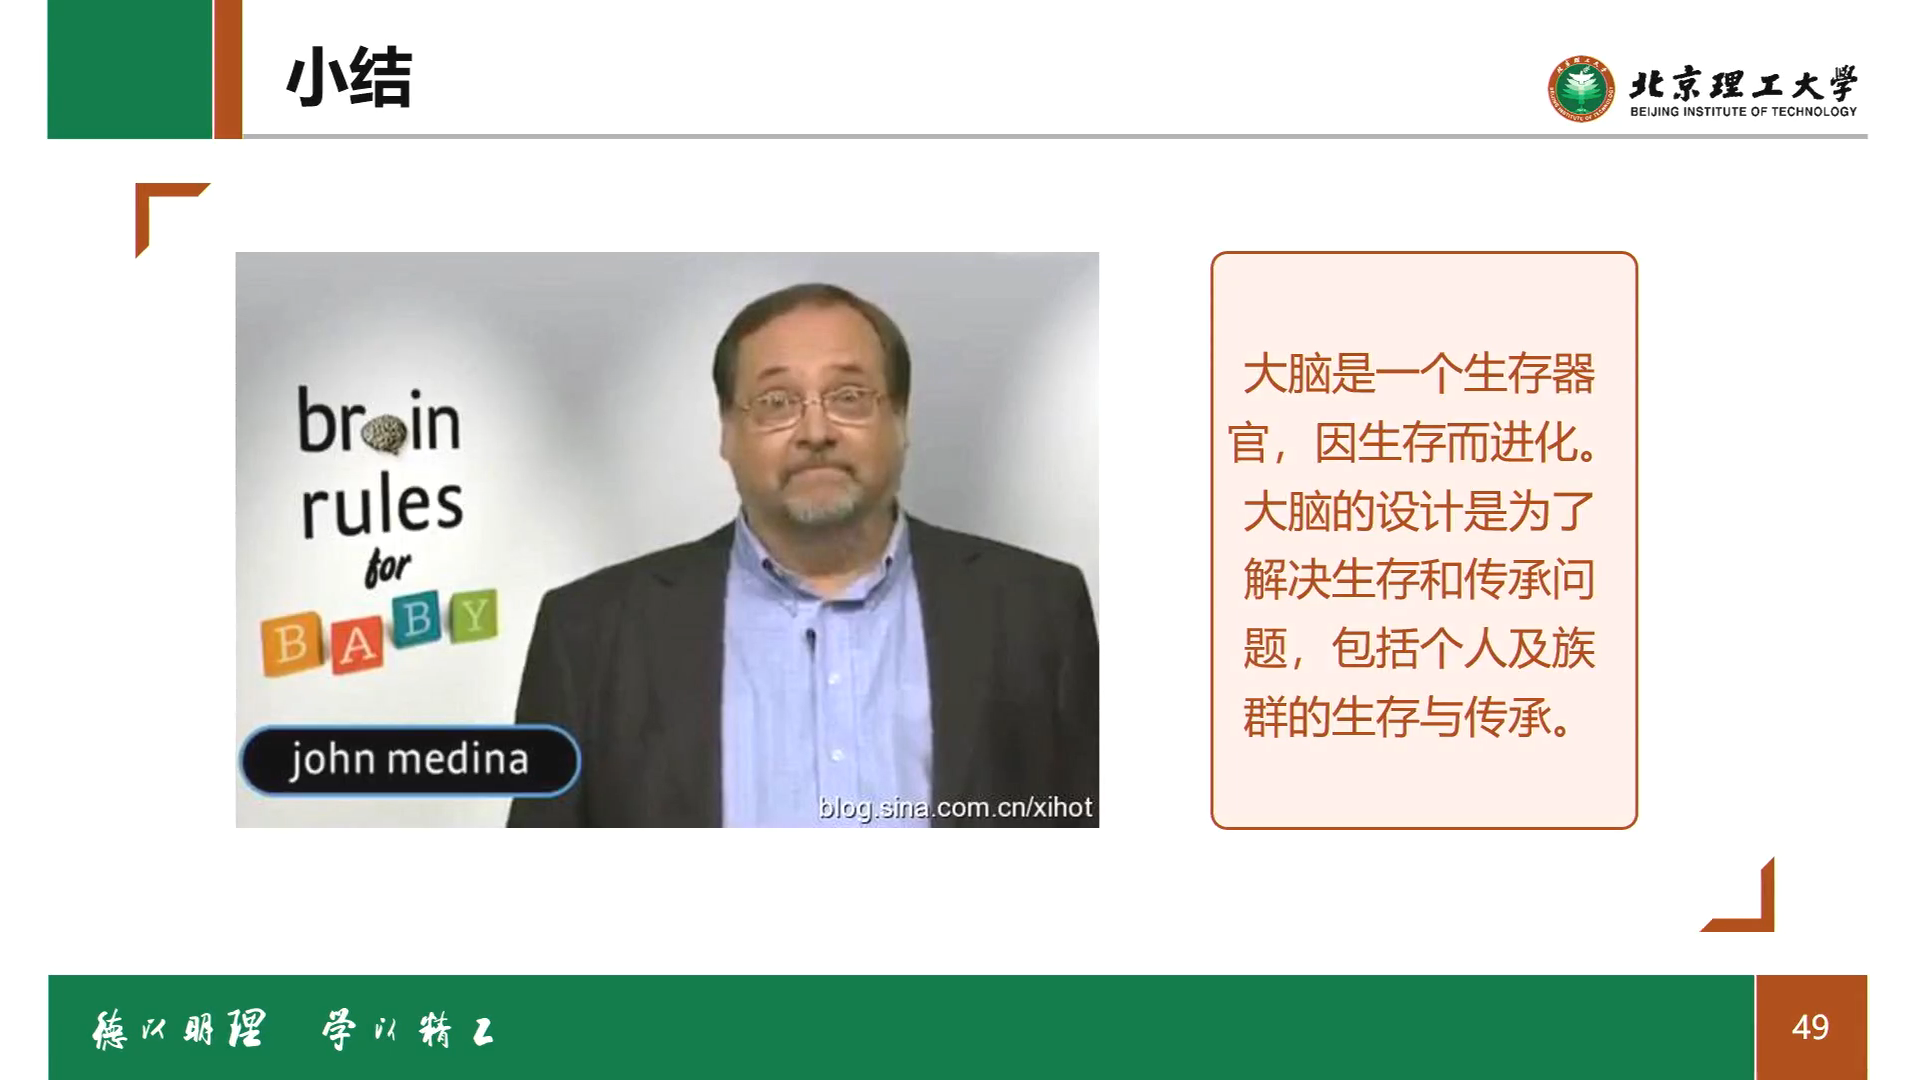 小结
北京理工大学
BEIJING INSTITUTE OF TECHNOLOGY
brain
rules
for
BABY
john medina
blog.sina.com.cn/xihot
大脑是一个生存器
官，因生存而进化。
大脑的设计是为了
解决生存和传承问
题，包括个人及族
群的生存与传承。
德以明理 学以精工
49